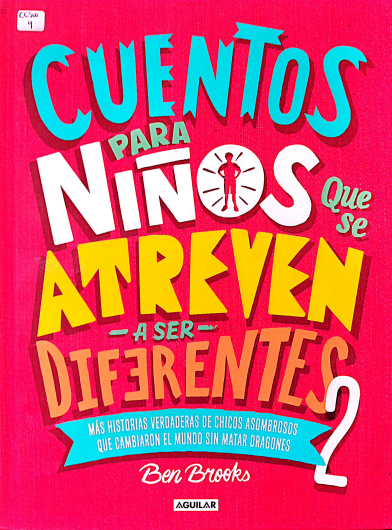 CUENTOS
PARA
NIÑOS
Que
se
ATREVEN
- A SER -
DIFERENTES
2
MÁS HISTORIAS VERDADERAS DE CHICOS ASOMBROSOS
QUE CAMBIARON EL MUNDO SIN MATAR DRAGONES
Ben Brooks
AGUILAR